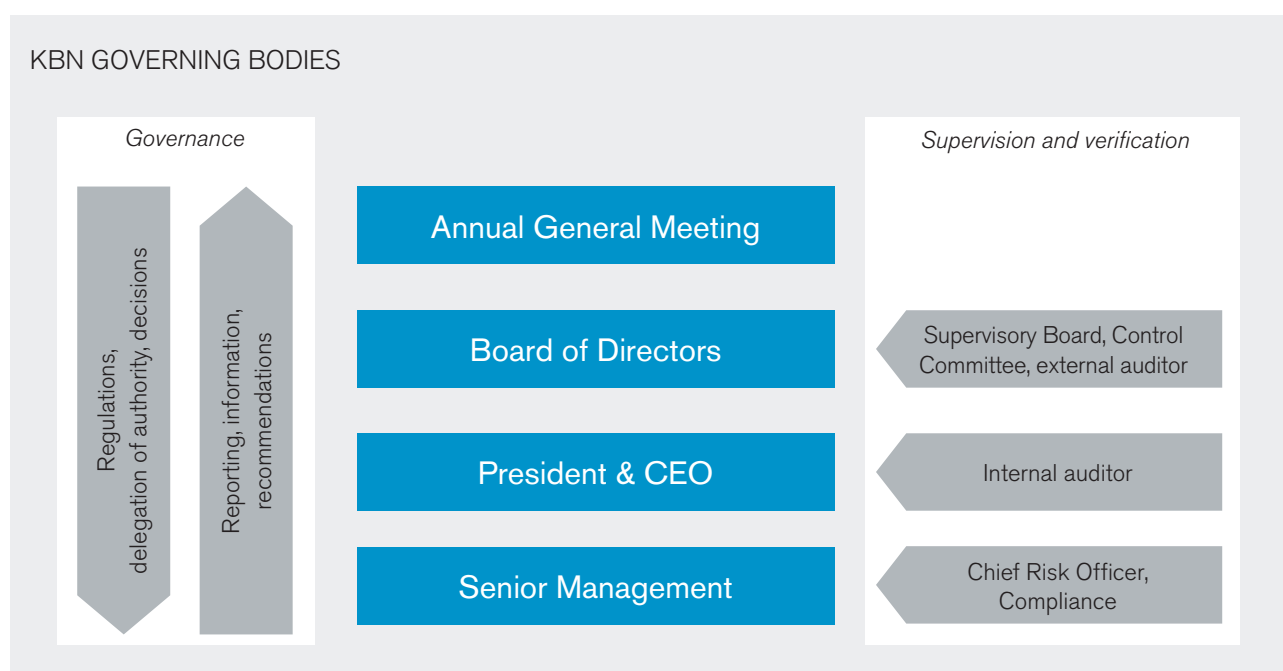 KBN GOVERNING BODIES
Governance
Regulations,
delegation of authority, decisions
Reporting, information,
recommendations
Annual General Meeting
Board of Directors
President & CEO
Senior Management
Supervision and verification
Supervisory Board, Control
Committee, external auditor
Internal auditor
Chief Risk Officer,
Compliance